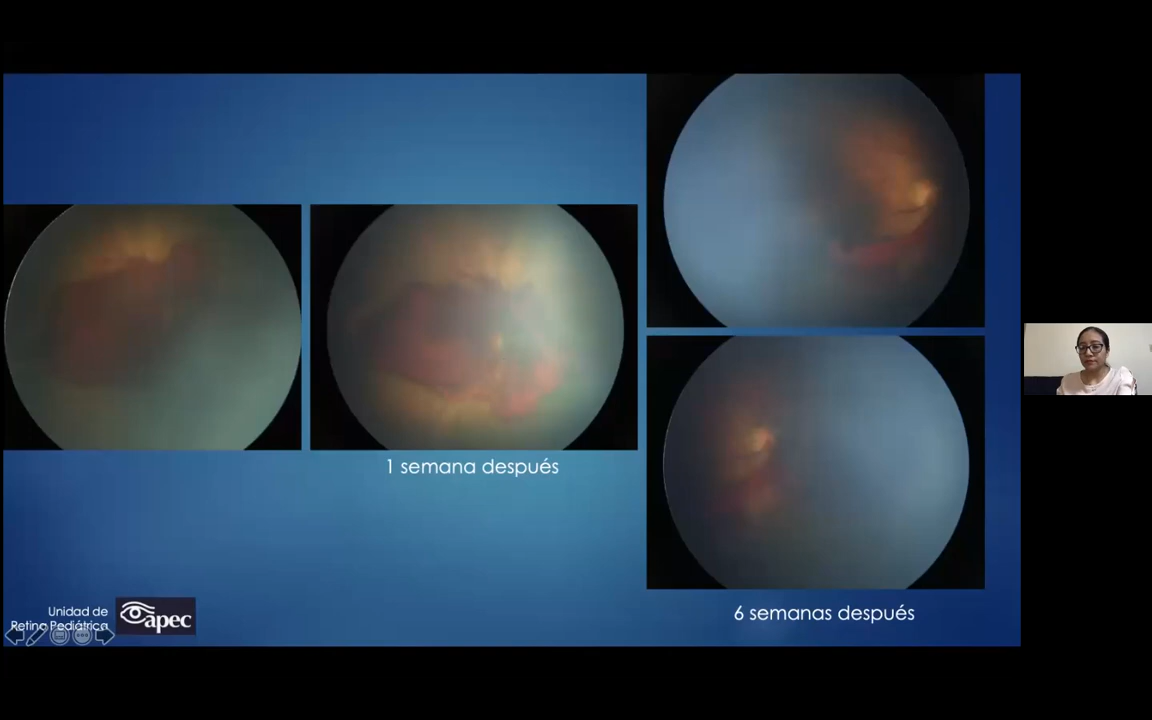 1 semana después
6 semanas después
Unidad de
Retina Pediátrica
apec